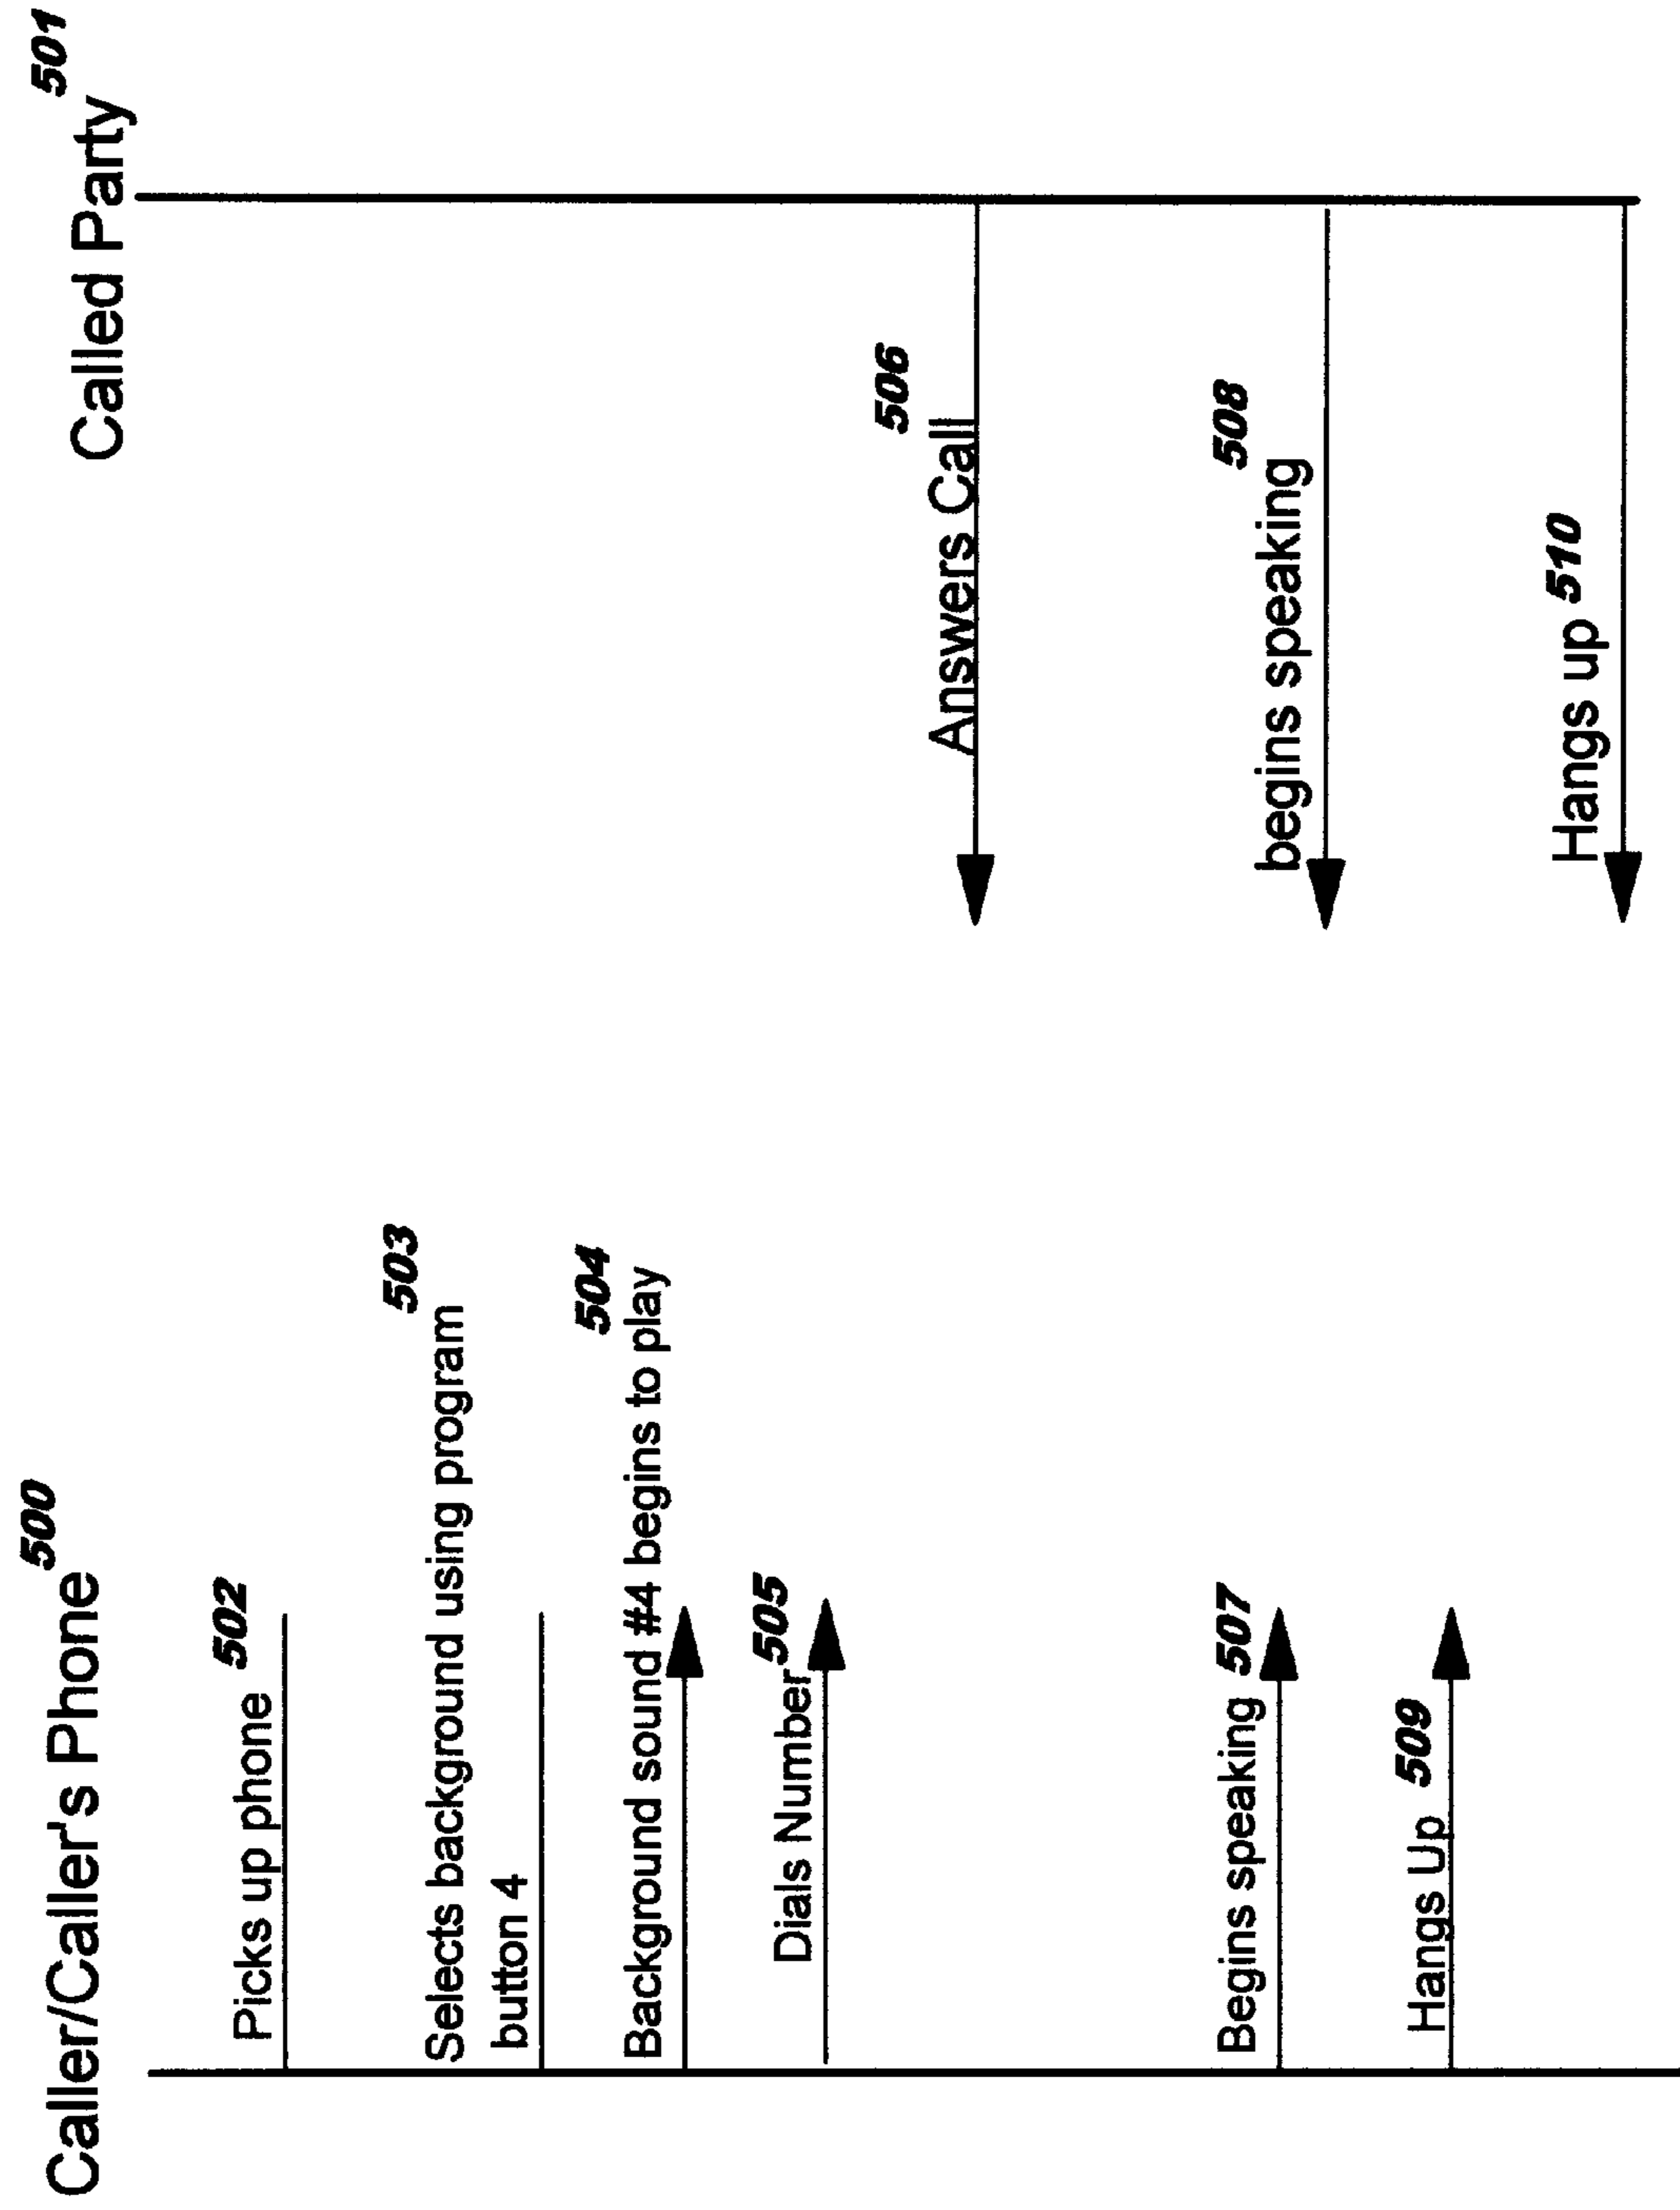 Caller/Caller's Phone 500
Called Party 501
Picks up phone 502
Selects background using program 503
button 4
Background sound #4 begins to play 504
Dials Number 505
Answers Call 506
Begins speaking 507
begins speaking 508
Hangs Up 509
Hangs up 510